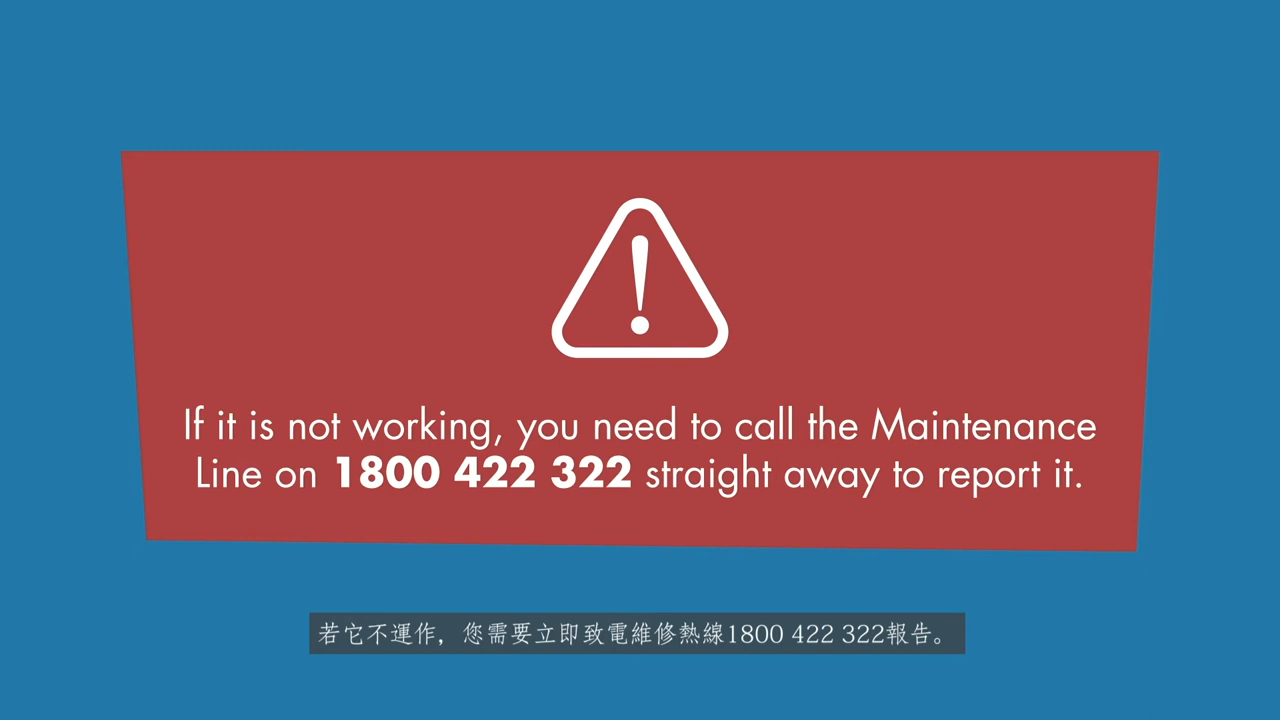 If it is not working, you need to call the Maintenance
Line on 1800 422 322 straight away to report it.
若它不運作，您需要立即致電維修熱線1800 422 322報告。